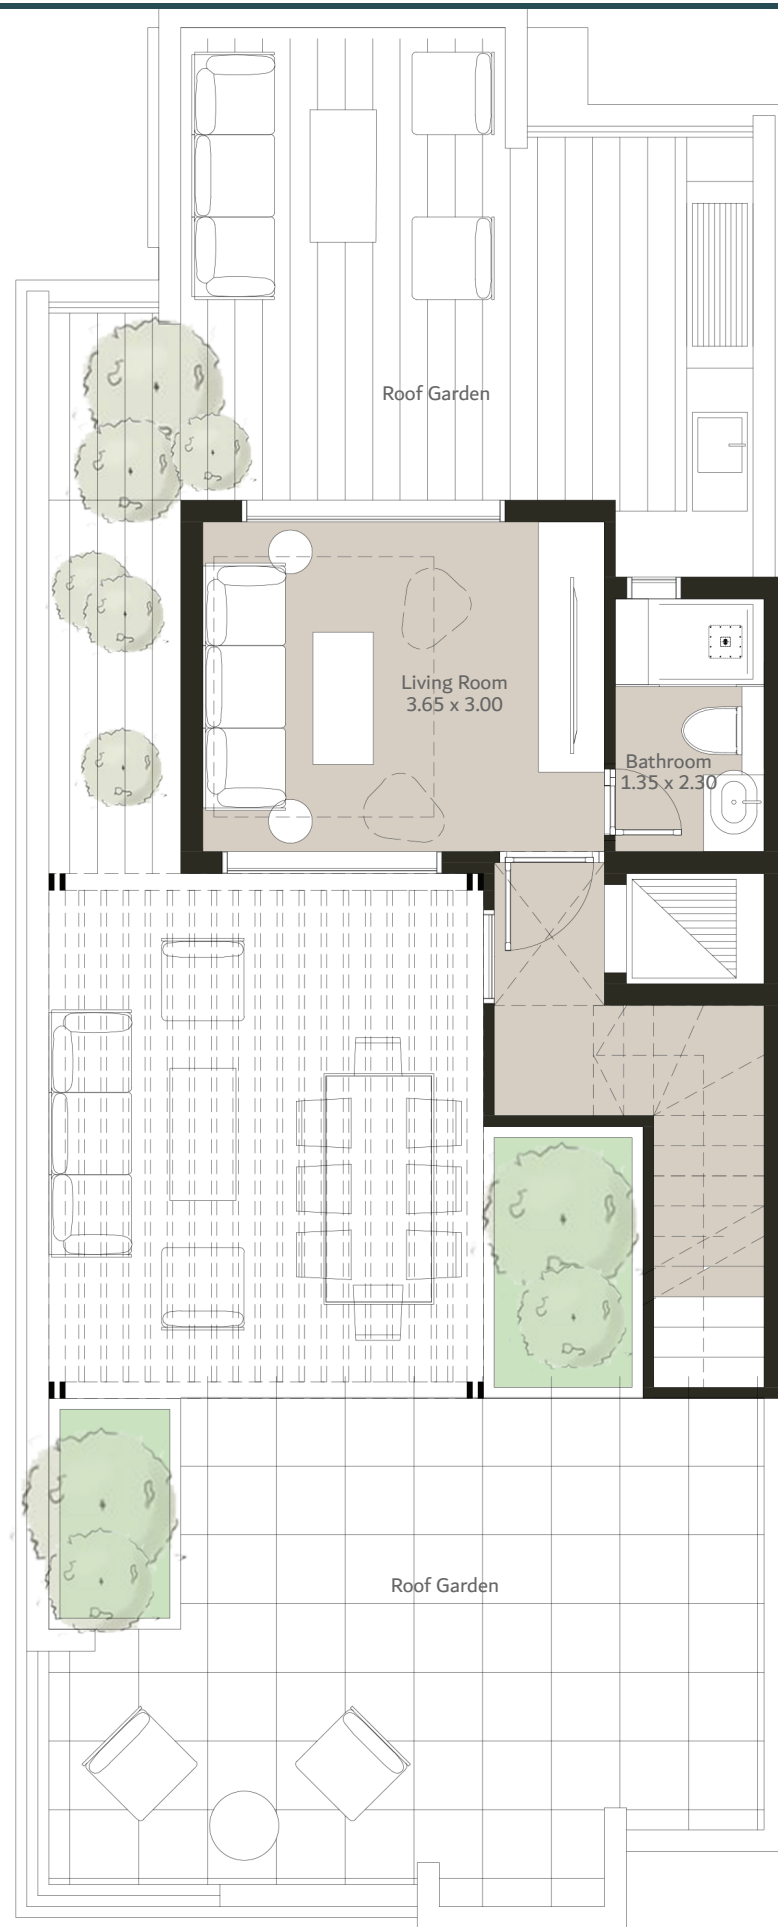 Roof Garden
Living Room
3.65 x 3.00
Bathroom
1.35 x 2.30
Roof Garden